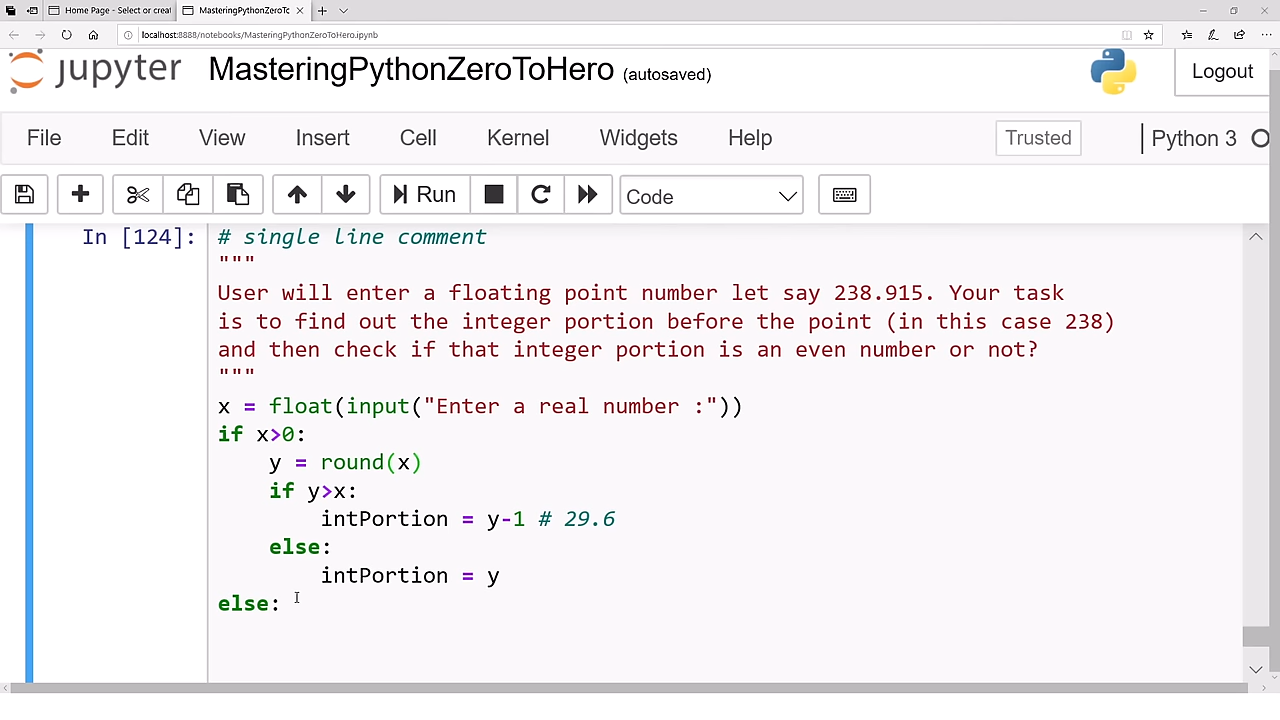 Home Page - Select or creat
MasteringPythonZeroTo
localhost:8888/notebooks/MasteringPythonZeroToHero.ipynb
jupyter MasteringPythonZeroToHero (autosaved)
Logout
File Edit View Insert Cell Kernel Widgets Help Trusted Python 3
Run Code
In [124]: # single line comment
"""
User will enter a floating point number let say 238.915. Your task
is to find out the integer portion before the point (in this case 238)
and then check if that integer portion is an even number or not?
"""
x = float(input("Enter a real number :"))
if x>0:
    y = round(x)
    if y>x:
        intPortion = y-1 # 29.6
    else:
        intPortion = y
else: